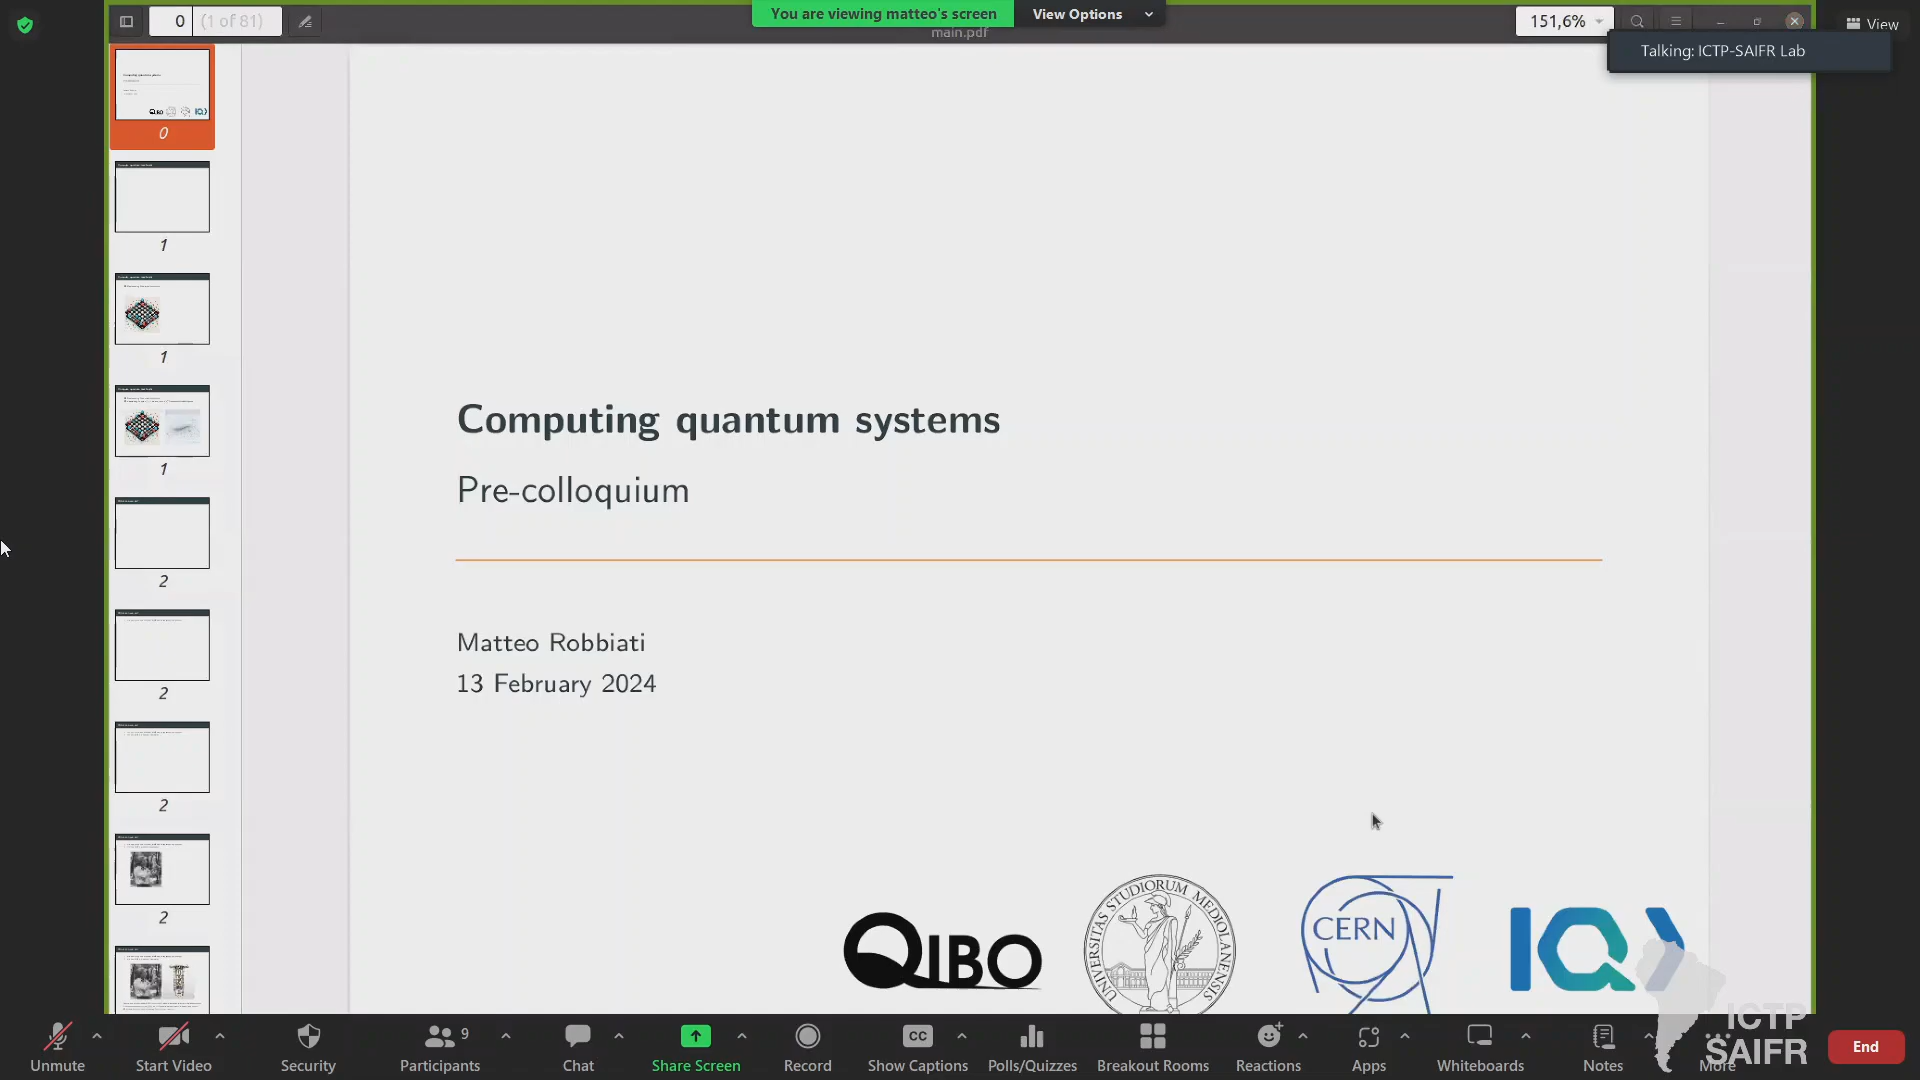 0
(1 of 81)
You are viewing matteo's screen
View Options
main.pdf
151,6%
View
Talking: ICTP-SAIFR Lab
0
1
1
1
2
2
2
2
Computing quantum systems
Pre-colloquium
Matteo Robbiati
13 February 2024
QIBO
UNIVERSITAS STUDIORUM MEDIOLANENSIS
CERN
ICTP
SAIFR
Unmute
Start Video
Security
9
Participants
Chat
Share Screen
Record
CC
Show Captions
Polls/Quizzes
Breakout Rooms
Reactions
Apps
Whiteboards
Notes
More
End